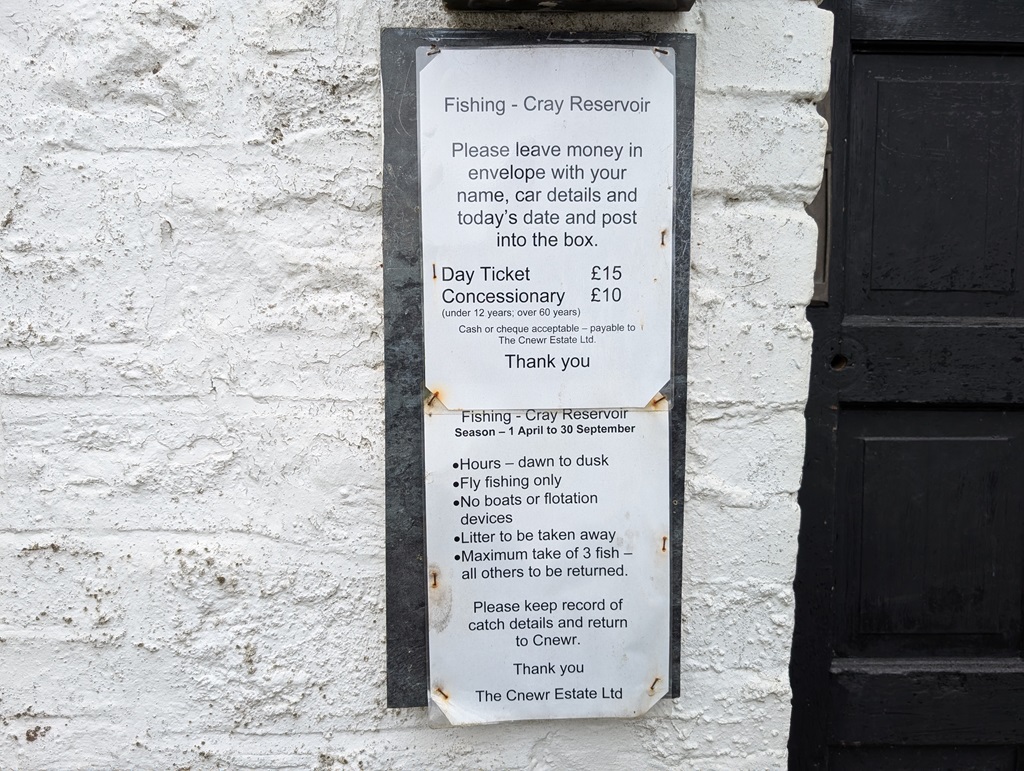 Fishing - Cray Reservoir
Please leave money in
envelope with your
name, car details and
today's date and post
into the box.
Day Ticket £15
Concessionary £10
(under 12 years; over 60 years)
Cash or cheque acceptable – payable to
The Cnewr Estate Ltd.
Thank you
Fishing - Cray Reservoir
Season – 1 April to 30 September
•Hours – dawn to dusk
•Fly fishing only
•No boats or flotation
devices
•Litter to be taken away
•Maximum take of 3 fish –
all others to be returned.
Please keep record of
catch details and return
to Cnewr.
Thank you
The Cnewr Estate Ltd